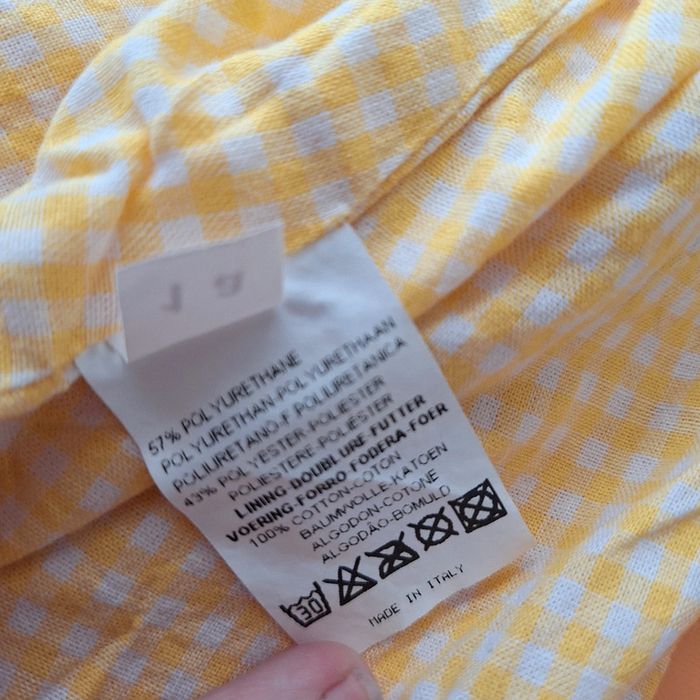 57% POLYURETHANE
POLYURETHAN-POLYURETHAAN
POLIURETANO-F POLIURETANICA
43% POLYESTER-POLIESTER
POLIESTERE-POLIÉSTER
LINING DOUBLURE-FUTTER
VOERING-FORRO FODERA-FOER
100% COTTON-COTON
BAUMWOLLE-KATOEN
ALGODON-COTONE
ALGODÃO-BOMULD
30
MADE IN ITALY